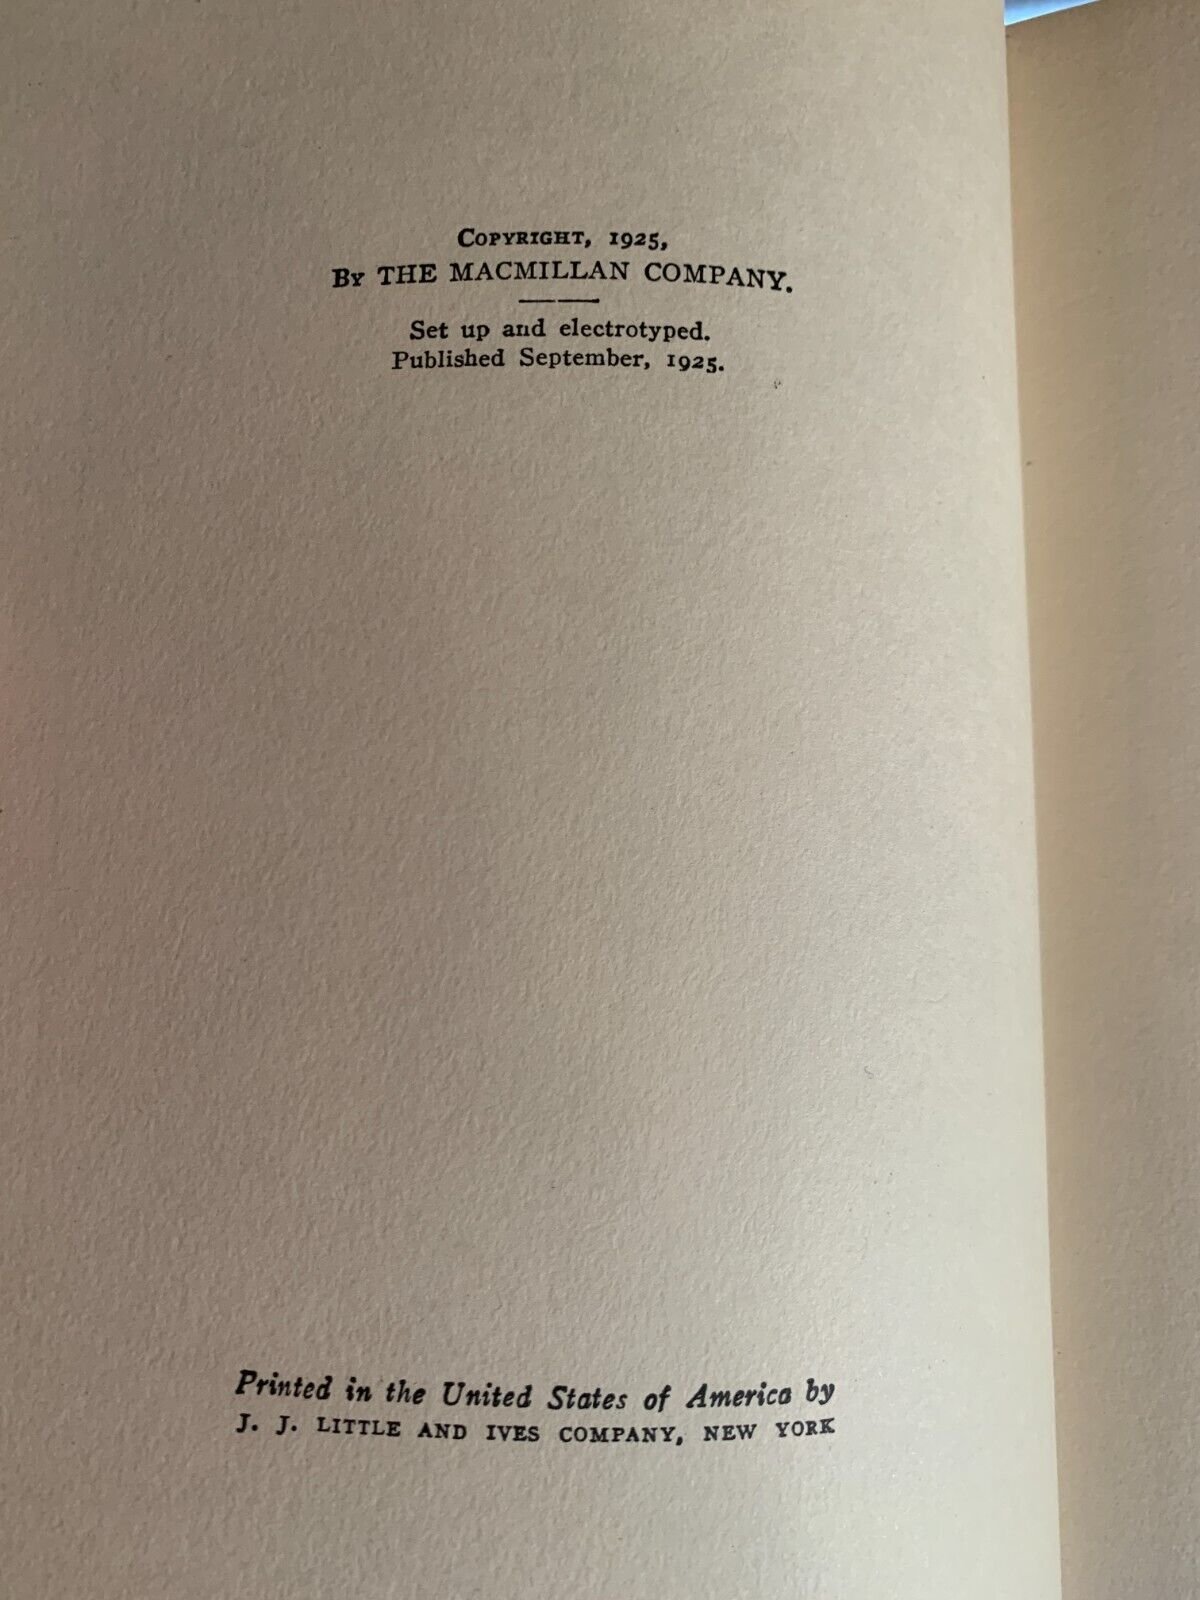 Copyright, 1925,
By THE MACMILLAN COMPANY.
Set up and electrotyped.
Published September, 1925.
Printed in the United States of America by
J. J. LITTLE AND IVES COMPANY, NEW YORK